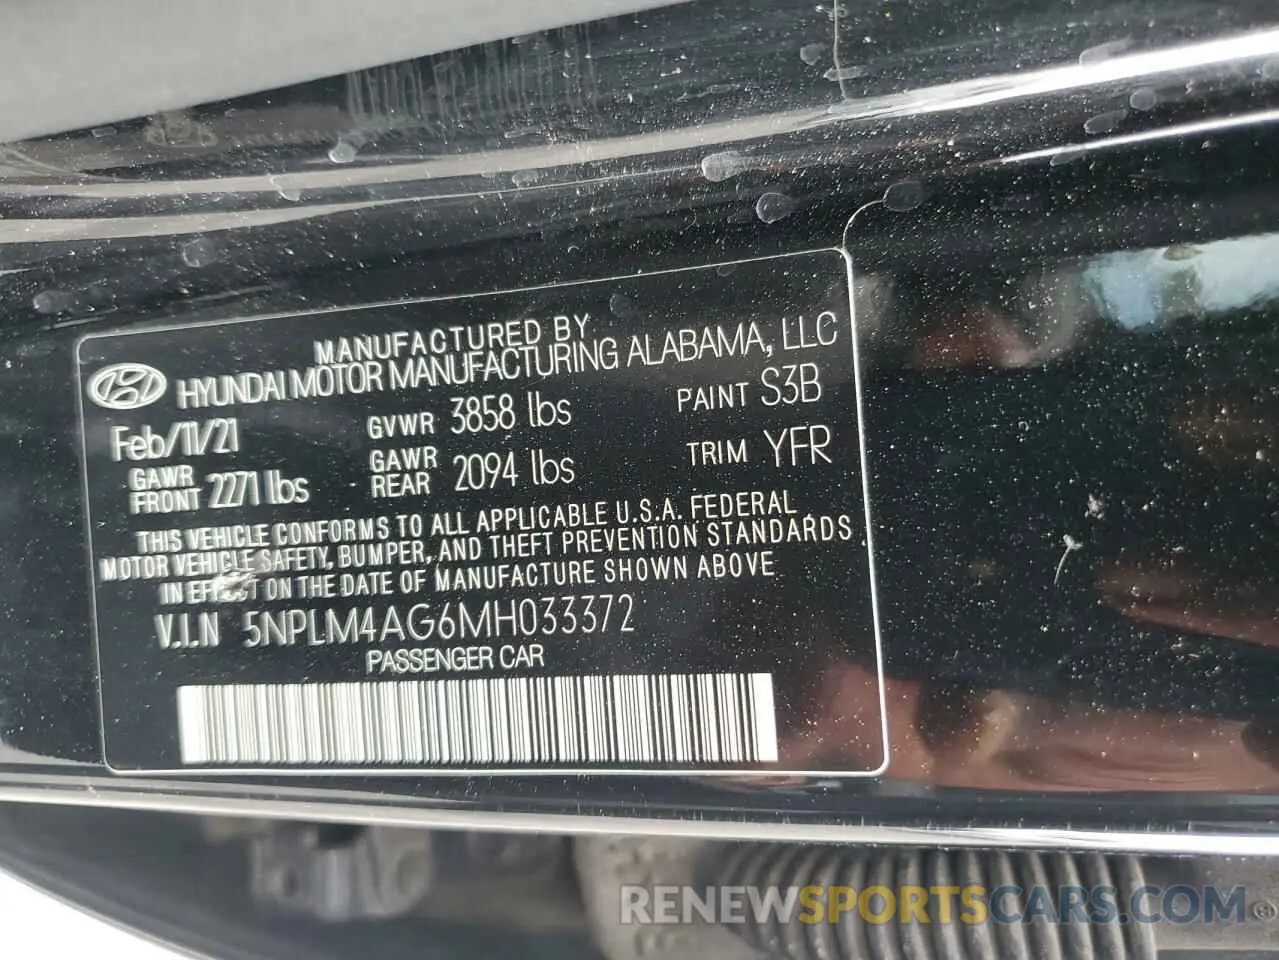 MANUFACTURED BY
HYUNDAI MOTOR MANUFACTURING ALABAMA, LLC
Feb/11/21 GVWR 3858 lbs PAINT S3B
GAWR FRONT 2271 lbs GAWR REAR 2094 lbs TRIM YFR
THIS VEHICLE CONFORMS TO ALL APPLICABLE U.S.A. FEDERAL
MOTOR VEHICLE SAFETY, BUMPER, AND THEFT PREVENTION STANDARDS
IN EFFECT ON THE DATE OF MANUFACTURE SHOWN ABOVE
V.I.N 5NPLM4AG6MH033372
PASSENGER CAR
RENEWSPORTSCARS.COM